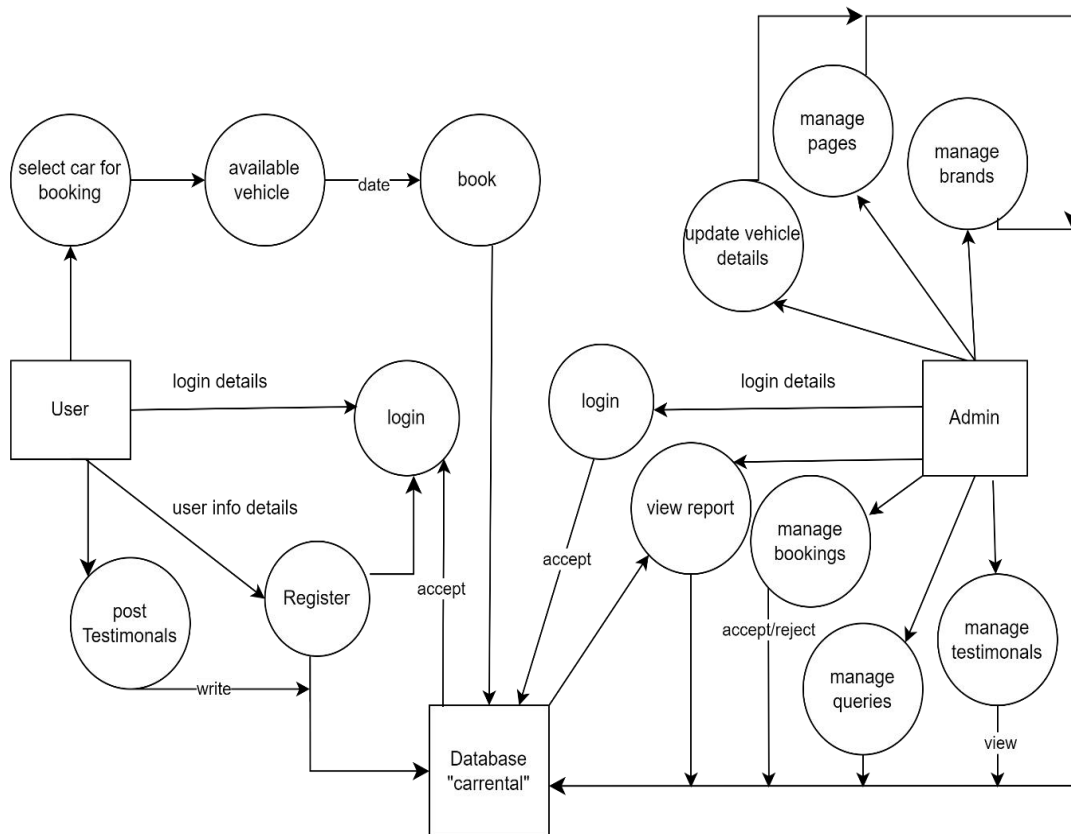 manage
pages
manage
brands
select car for
booking
available
vehicle
date
book
update vehicle
details
login details
login details
User
login
login
Admin
user info details
view report
manage
bookings
accept
accept
Register
post
Testimonals
accept/reject
manage
testimonals
write
manage
queries
view
Database
"carrental"